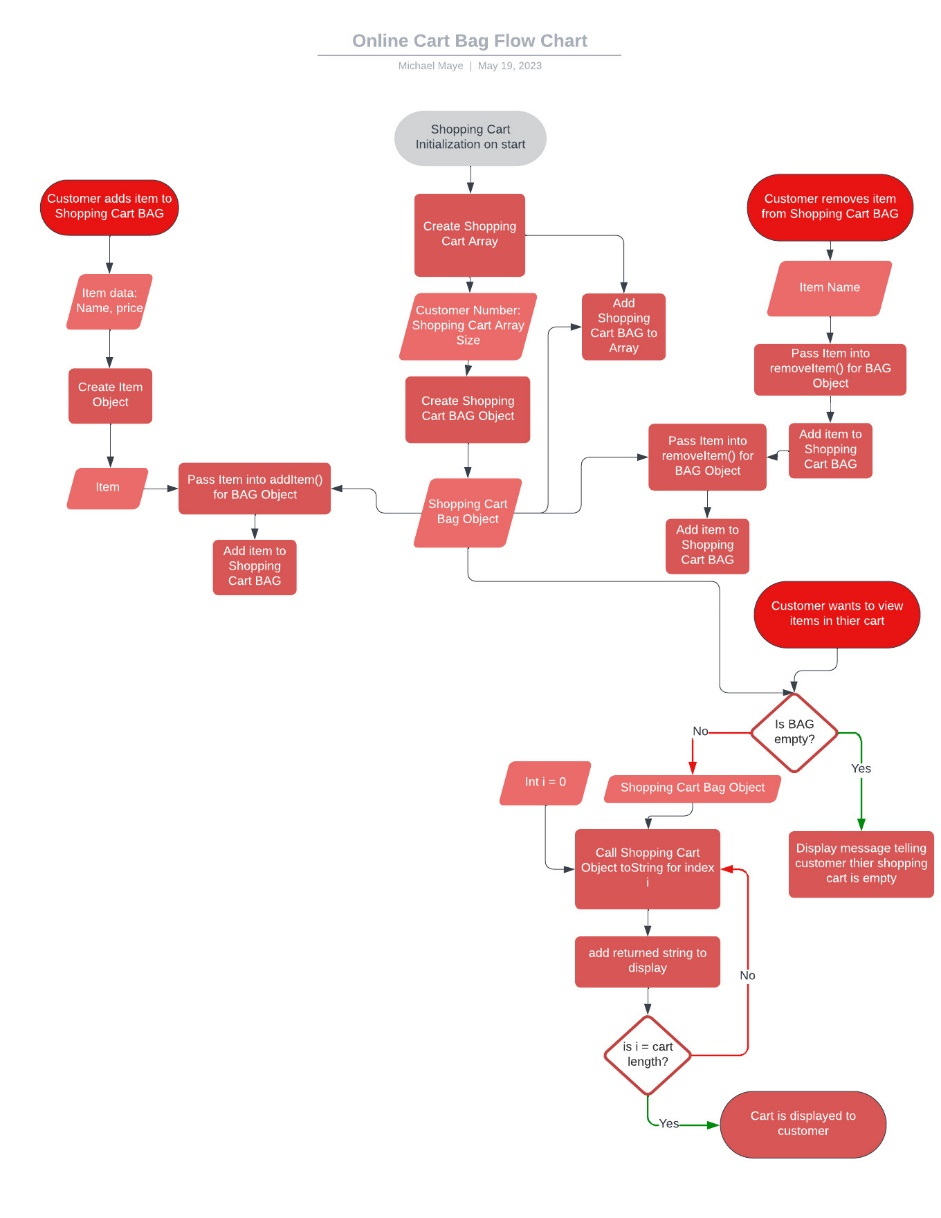 Online Cart Bag Flow Chart
Michael Maye | May 19, 2023
Shopping Cart
Initialization on start
Customer adds item to
Shopping Cart BAG
Item data:
Name, price
Create Item
Object
Item
Pass Item into addItem()
for BAG Object
Add item to
Shopping
Cart BAG
Create Shopping
Cart Array
Customer Number:
Shopping Cart Array
Size
Create Shopping
Cart BAG Object
Shopping Cart
Bag Object
Add
Shopping
Cart BAG to
Array
Customer removes item
from Shopping Cart BAG
Item Name
Pass Item into
removeItem() for BAG
Object
Add item to
Shopping
Cart BAG
Pass Item into
removeItem() for
BAG Object
Add item to
Shopping
Cart BAG
Customer wants to view
items in thier cart
Is BAG
empty?
No
Yes
Int i = 0
Shopping Cart Bag Object
Display message telling
customer thier shopping
cart is empty
Call Shopping Cart
Object toString for index
i
add returned string to
display
No
is i = cart
length?
Yes
Cart is displayed to
customer